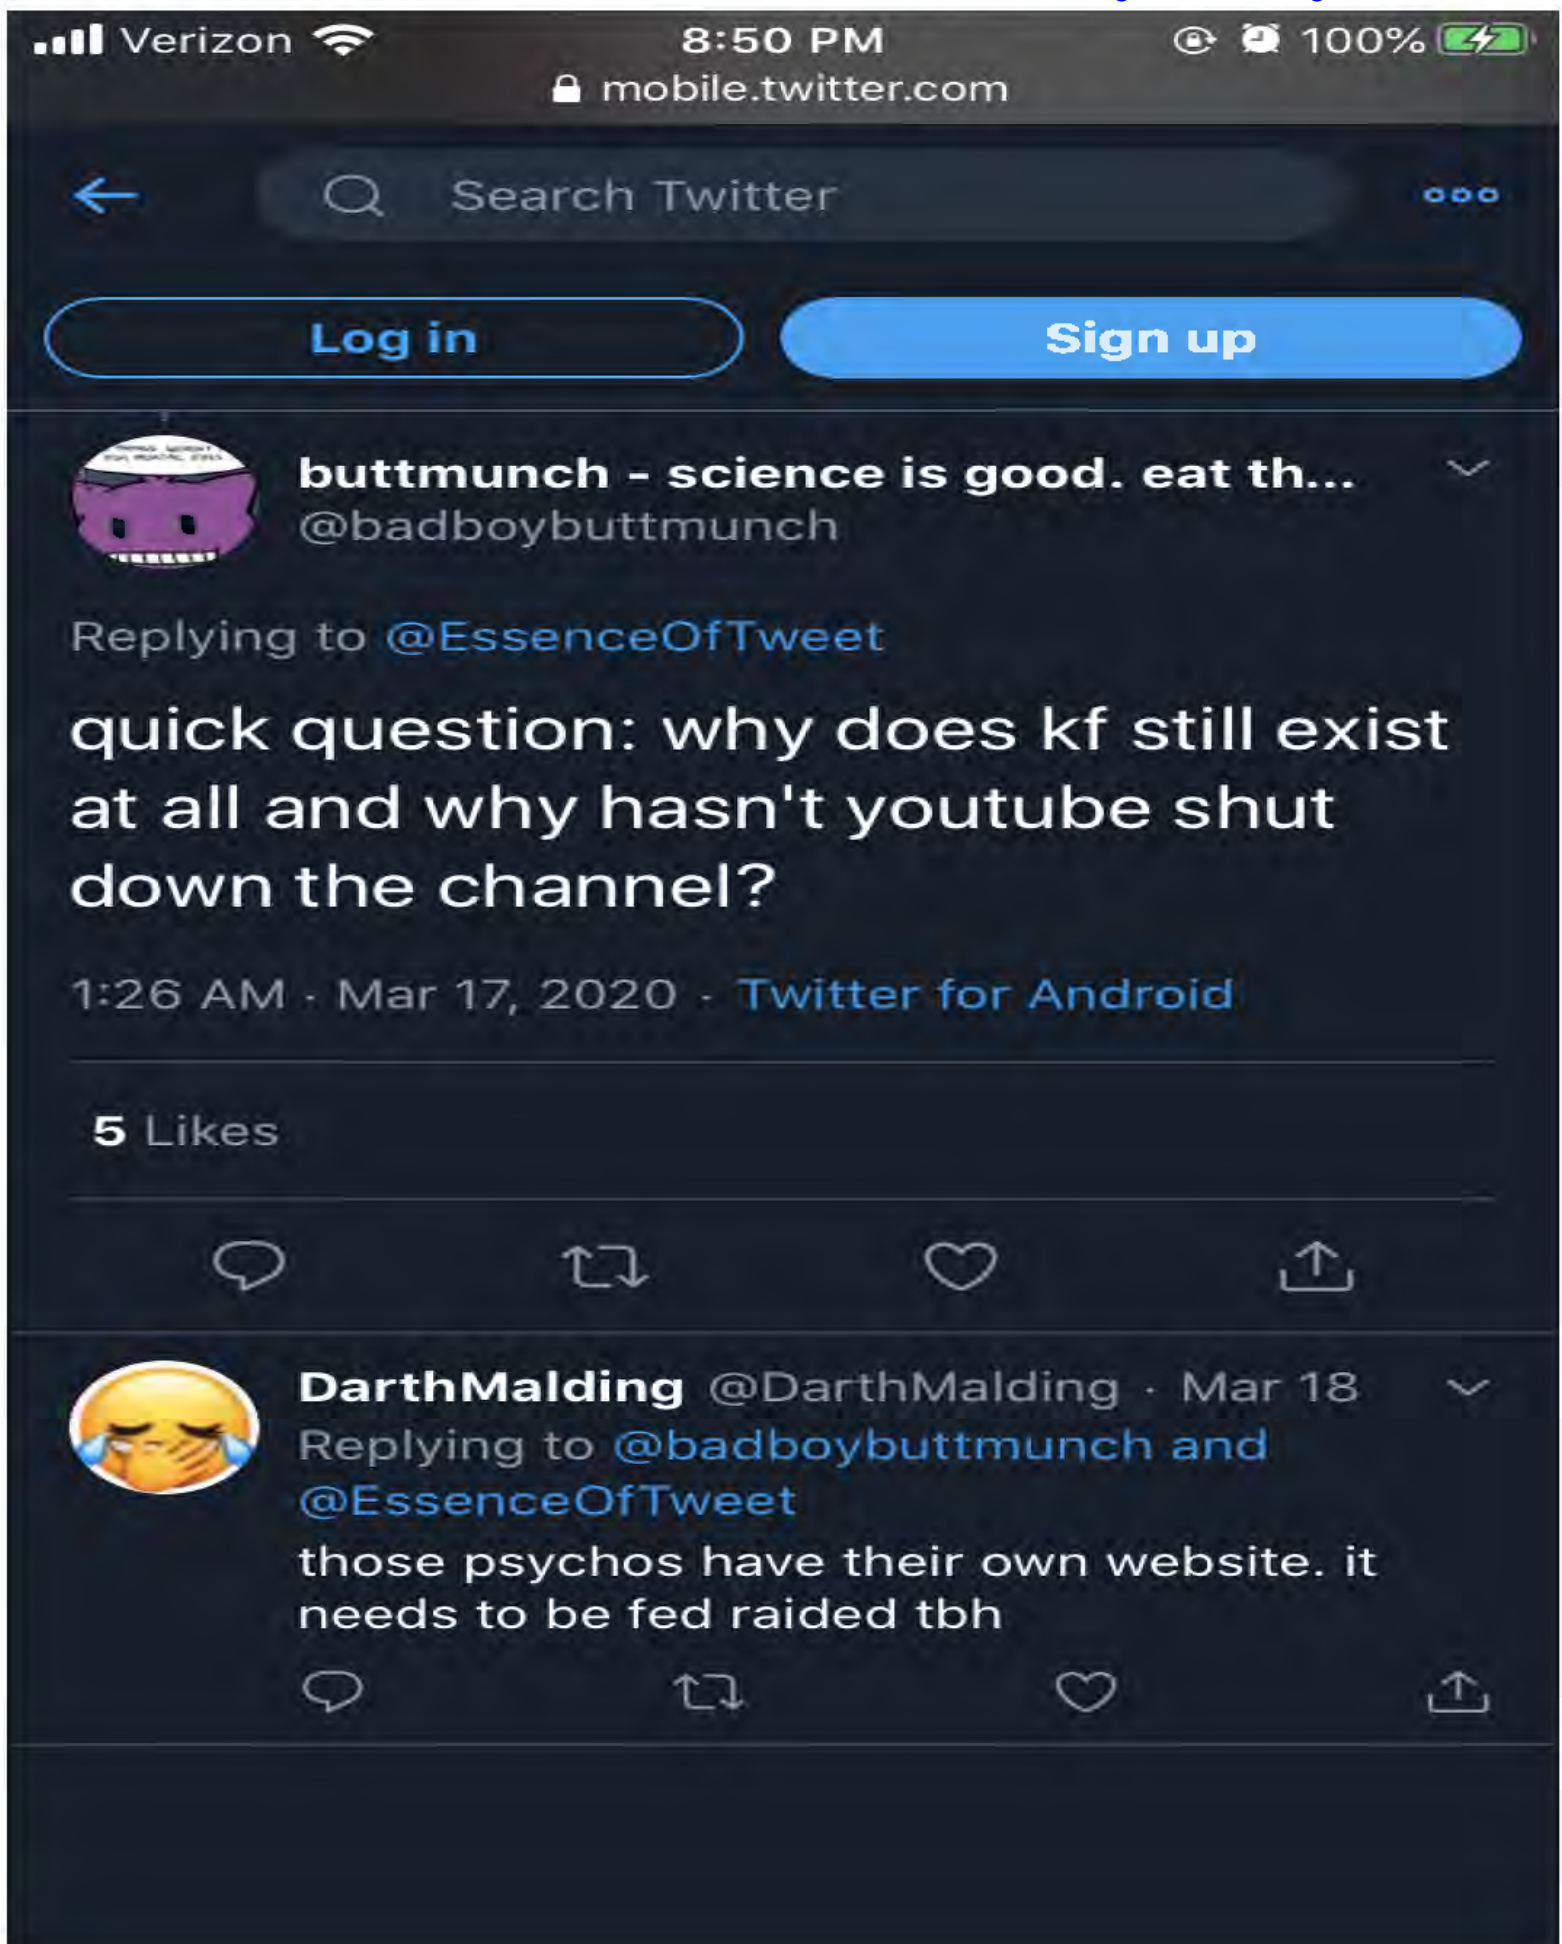 Verizon 8:50 PM 100%
mobile.twitter.com
Search Twitter
Log in Sign up
buttmunch - science is good. eat th...
@badboybuttmunch
Replying to @EssenceOfTweet
quick question: why does kf still exist
at all and why hasn't youtube shut
down the channel?
1:26 AM · Mar 17, 2020 · Twitter for Android
5 Likes
DarthMalding @DarthMalding · Mar 18
Replying to @badboybuttmunch and
@EssenceOfTweet
those psychos have their own website. it
needs to be fed raided tbh